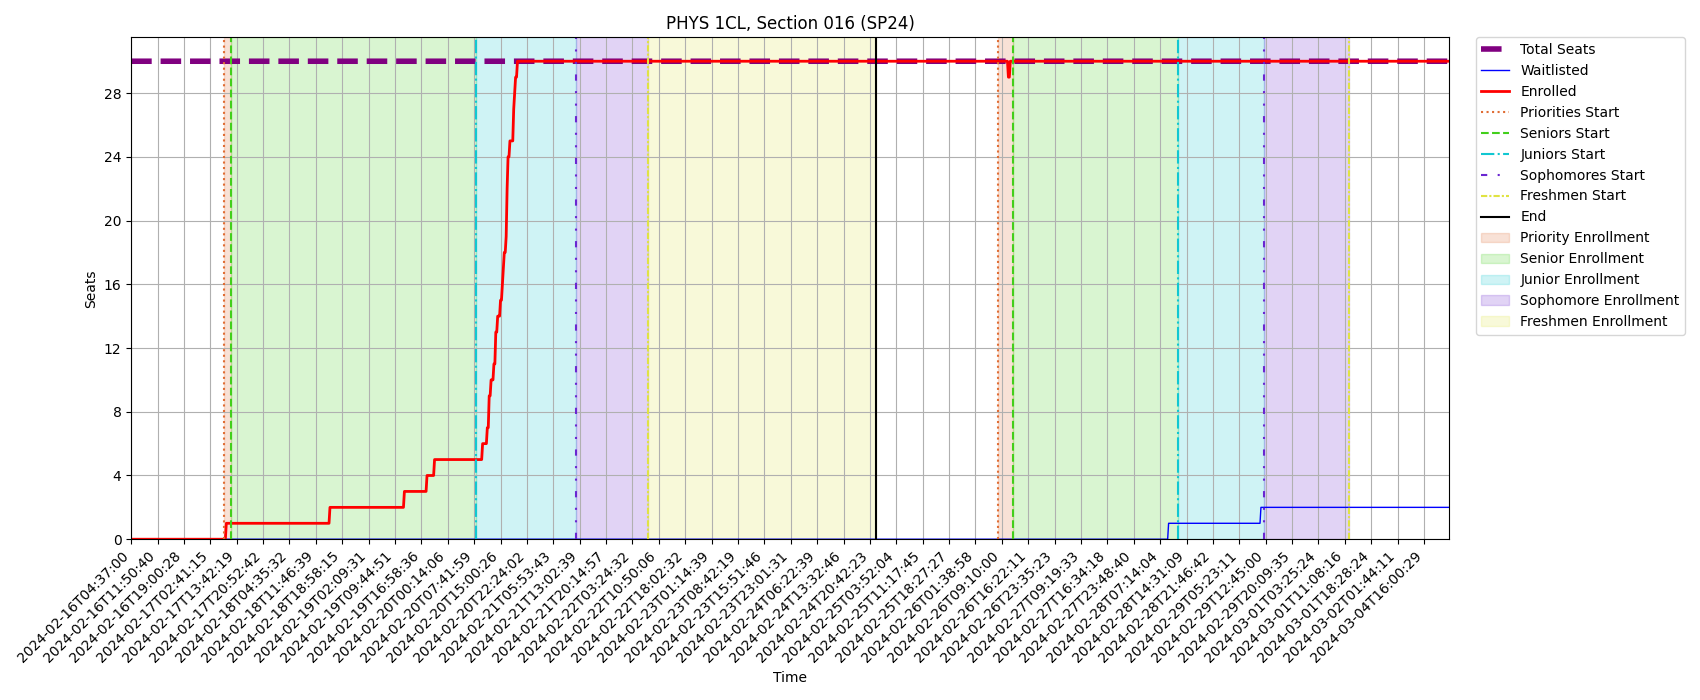 PHYS 1CL, Section 016 (SP24)
Seats
28
24
20
16
12
8
4
0
2024-02-16T04:37:00
2024-02-16T11:50:40
2024-02-16T19:00:28
2024-02-17T02:41:15
2024-02-17T13:42:19
2024-02-17T20:52:42
2024-02-18T04:35:32
2024-02-18T11:46:39
2024-02-18T18:58:15
2024-02-19T02:09:31
2024-02-19T09:44:51
2024-02-19T16:58:36
2024-02-20T00:14:06
2024-02-20T07:41:59
2024-02-20T15:00:26
2024-02-20T22:24:02
2024-02-21T05:53:43
2024-02-21T13:02:39
2024-02-21T20:14:57
2024-02-22T03:24:32
2024-02-22T10:50:06
2024-02-22T18:02:32
2024-02-23T01:14:39
2024-02-23T08:42:19
2024-02-23T15:51:46
2024-02-23T23:01:31
2024-02-24T06:22:39
2024-02-24T13:32:46
2024-02-24T20:42:23
2024-02-25T03:52:04
2024-02-25T11:17:45
2024-02-25T18:27:27
2024-02-26T01:38:50
2024-02-26T09:10:00
2024-02-26T16:22:11
2024-02-26T23:35:23
2024-02-27T09:19:33
2024-02-27T16:34:18
2024-02-27T23:48:40
2024-02-28T07:14:04
2024-02-28T14:31:09
2024-02-28T21:46:42
2024-02-29T05:23:11
2024-02-29T12:45:00
2024-02-29T20:09:35
2024-03-01T03:25:24
2024-03-01T11:08:16
2024-03-01T18:28:24
2024-03-02T01:44:11
2024-03-04T16:00:29
Time
Total Seats
Waitlisted
Enrolled
Priorities Start
Seniors Start
Juniors Start
Sophomores Start
Freshmen Start
End
Priority Enrollment
Senior Enrollment
Junior Enrollment
Sophomore Enrollment
Freshmen Enrollment